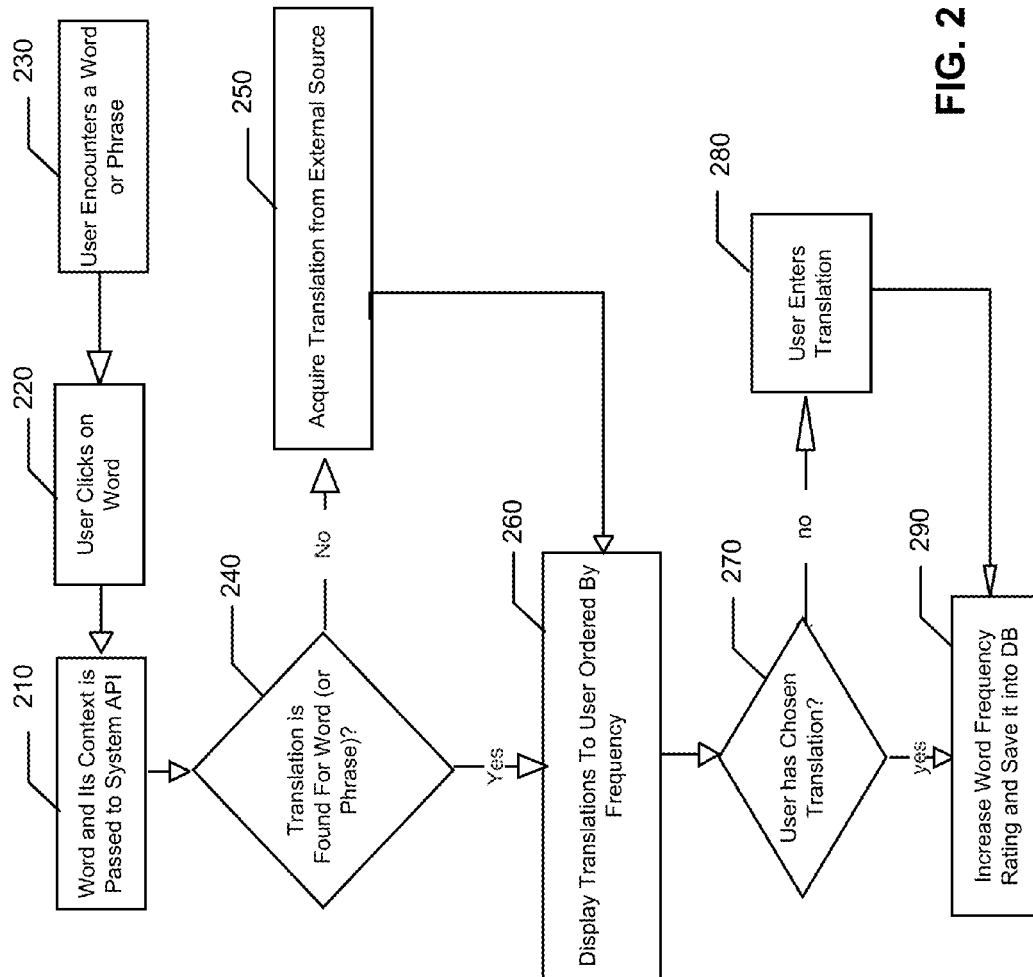 230
User Encounters a Word
or Phrase
220
User Clicks on
Word
210
Word and Its Context is
Passed to System API
240
Translation is
Found For Word (or
Phrase)?
No
250
Acquire Translation from External Source
Yes
260
Display Translations To User Ordered By
Frequency
270
User has Chosen
Translation?
no
280
User Enters
Translation
yes
290
Increase Word Frequency
Rating and Save it into DB
FIG. 2